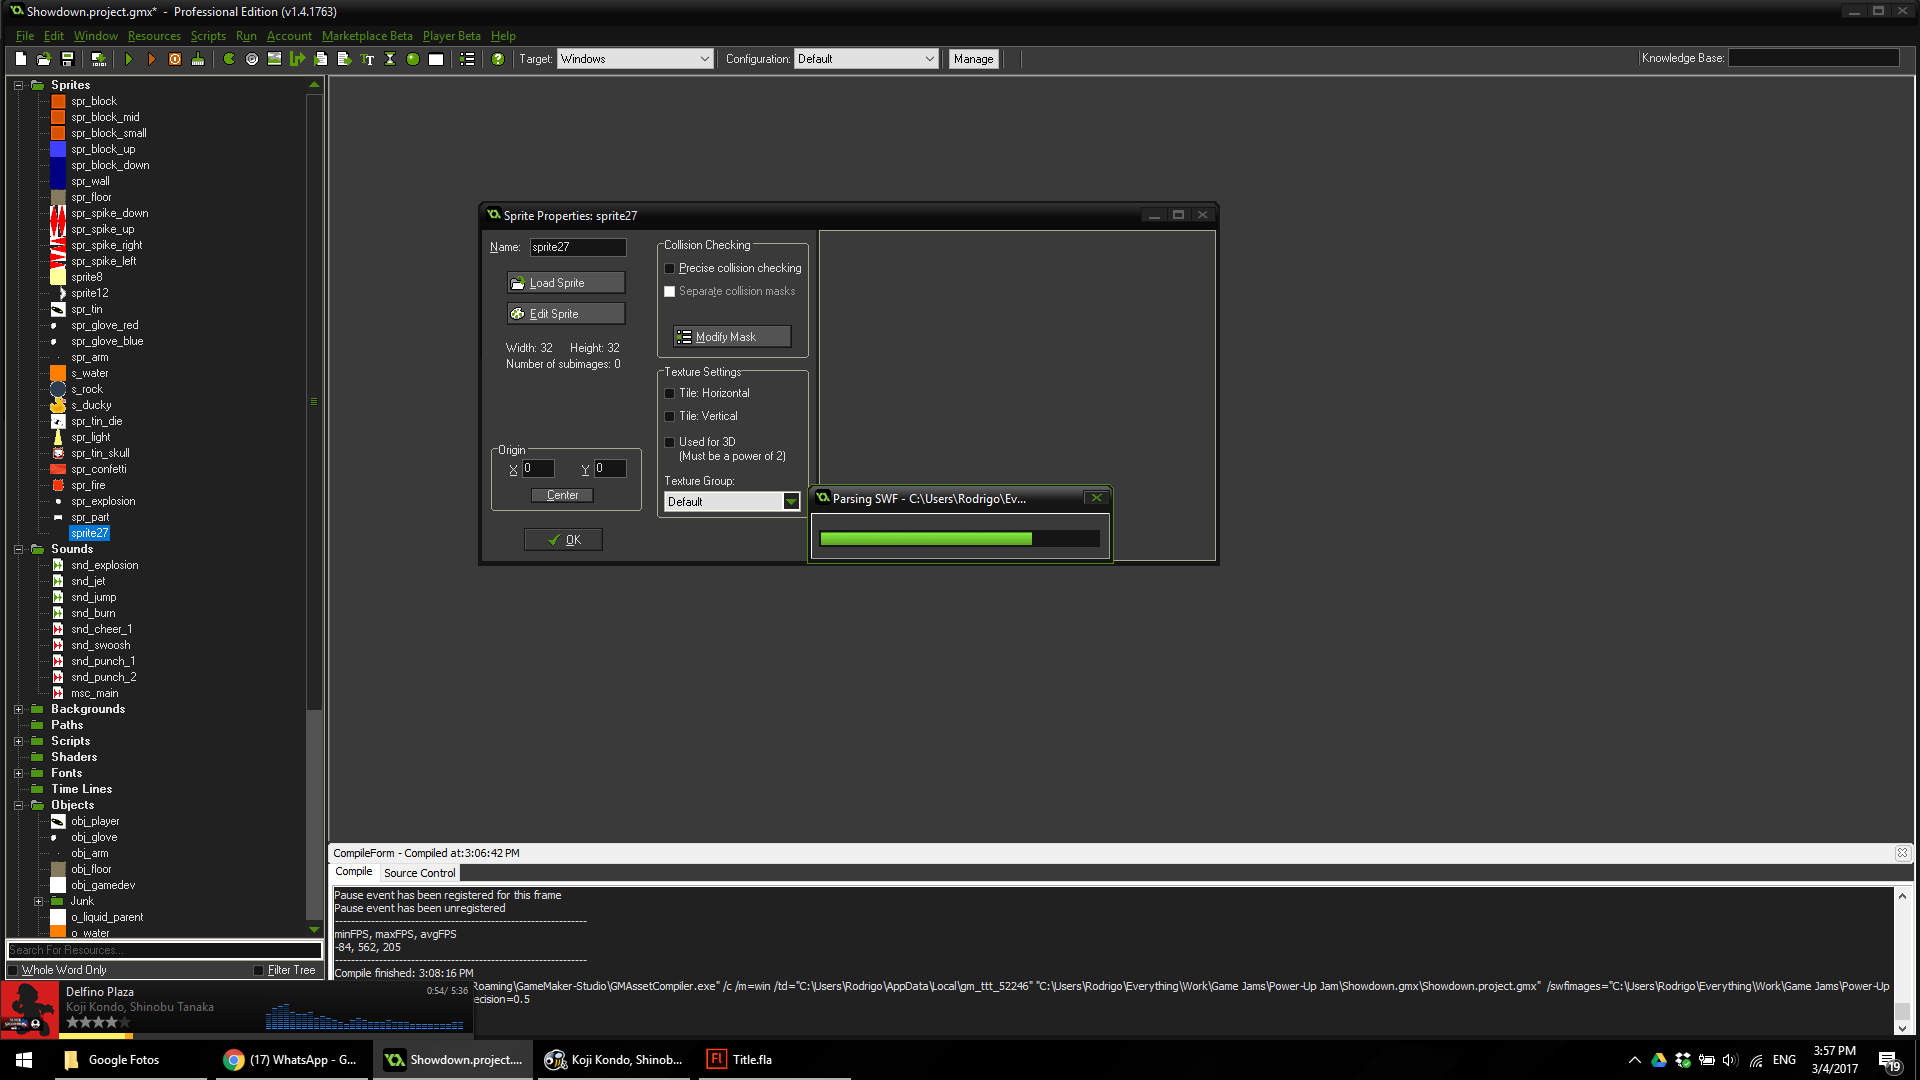 Showdown.project.gmx* - Professional Edition (v1.4.1763)
File Edit Window Resources Scripts Run Account Marketplace Beta Player Beta Help
Target: Windows Configuration: Default Manage Knowledge Base:
Sprites
spr_block
spr_block_mid
spr_block_small
spr_block_up
spr_block_down
spr_wall
spr_floor
spr_spike_down
spr_spike_up
spr_spike_right
spr_spike_left
sprite8
sprite12
spr_tin
spr_glove_red
spr_glove_blue
spr_arm
s_water
s_rock
s_ducky
spr_tin_die
spr_light
spr_tin_skull
spr_confetti
spr_fire
spr_explosion
spr_part
sprite27
Sounds
snd_explosion
snd_jet
snd_jump
snd_burn
snd_cheer_1
snd_swoosh
snd_punch_1
snd_punch_2
msc_main
Backgrounds
Paths
Scripts
Shaders
Fonts
Time Lines
Objects
obj_player
obj_glove
obj_arm
obj_floor
obj_gamedev
Junk
o_liquid_parent
o_water
Search For Resources...
Whole Word Only Filter Tree
Sprite Properties: sprite27
Name: sprite27
Load Sprite
Edit Sprite
Width: 32 Height: 32
Number of subimages: 0
Origin
X 0 Y 0
Center
OK
Collision Checking
Precise collision checking
Separate collision masks
Modify Mask
Texture Settings
Tile: Horizontal
Tile: Vertical
Used for 3D
(Must be a power of 2)
Texture Group:
Default
Parsing SWF - C:\Users\Rodrigo\Ev...
CompileForm - Compiled at:3:06:42 PM
Compile Source Control
Pause event has been registered for this frame
Pause event has been unregistered
minFPS, maxFPS, avgFPS
-84, 562, 205
Compile finished: 3:08:16 PM
Roaming\GameMaker-Studio\GMAssetCompiler.exe" /c /m=win /td="C:\Users\Rodrigo\AppData\Local\gm_ttt_52246" "C:\Users\Rodrigo\Everything\Work\Game Jams\Power-Up Jam\Showdown.gmx\Showdown.project.gmx" /swfimages="C:\Users\Rodrigo\Everything\Work\Game Jams\Power-Up
ecision=0.5
Delfino Plaza 0:54/ 5:36
Koji Kondo, Shinobu Tanaka
Google Fotos
(17) WhatsApp - G...
Showdown.project....
Koji Kondo, Shinob...
Fl Title.fla
ENG
3:57 PM
3/4/2017
19